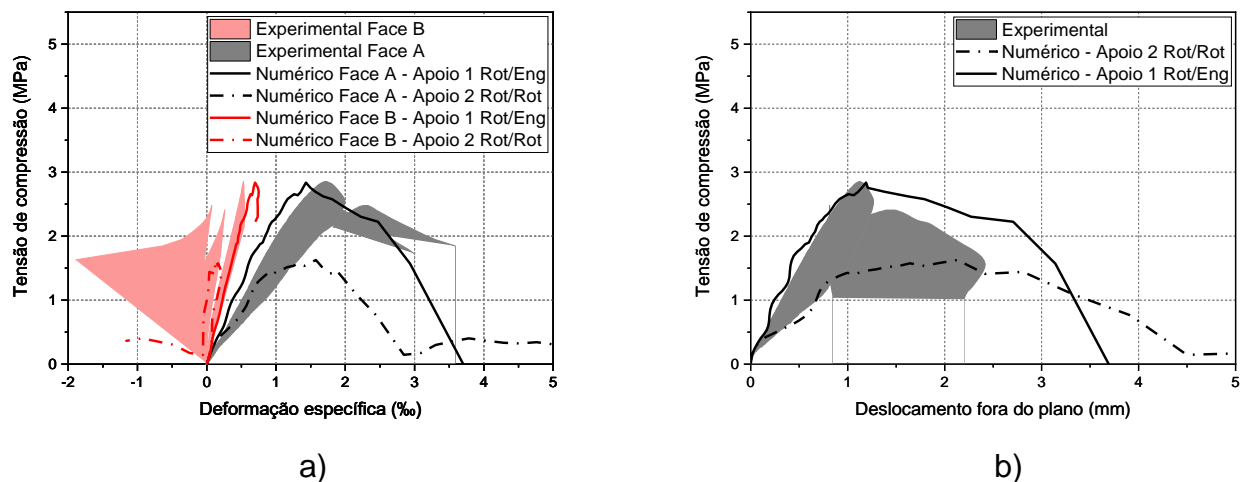 Experimental Face B
Experimental Face A
Numérico Face A - Apoio 1 Rot/Eng
Numérico Face A - Apoio 2 Rot/Rot
Numérico Face B - Apoio 1 Rot/Eng
Numérico Face B - Apoio 2 Rot/Rot
Tensão de compressão (MPa)
5
4
3
2
1
0
-2 -1 0 1 2 3 4 5
Deformação específica (‰)
a)
Experimental
Numérico - Apoio 2 Rot/Rot
Numérico - Apoio 1 Rot/Eng
Tensão de compressão (MPa)
5
4
3
2
1
0
0 1 2 3 4 5
Deslocamento fora do plano (mm)
b)